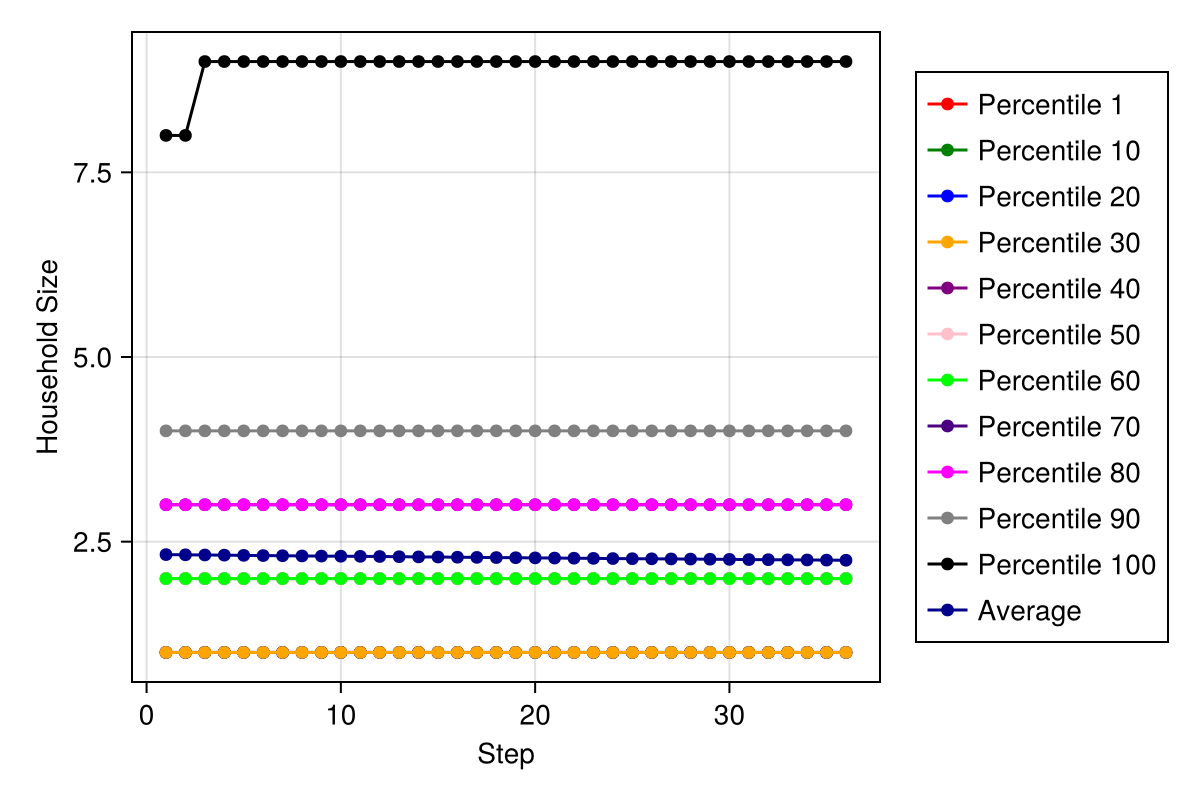 7.5
5.0
2.5
Household Size
0
10
20
30
Step
Percentile 1
Percentile 10
Percentile 20
Percentile 30
Percentile 40
Percentile 50
Percentile 60
Percentile 70
Percentile 80
Percentile 90
Percentile 100
Average